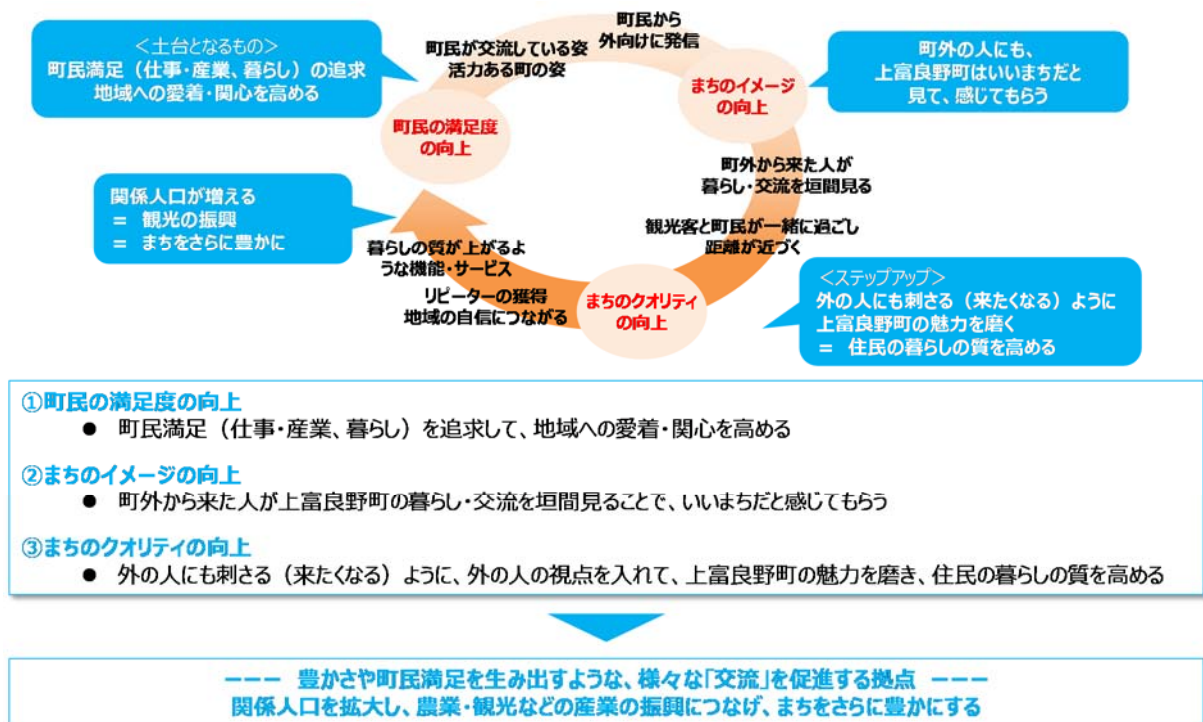 ＜土台となるもの＞
町民満足（仕事・産業、暮らし）の追求
地域への愛着・関心を高める
町民が交流している姿
活力ある町の姿
町民から
外向けに発信
まちのイメージ
の向上
町外の人にも、
上富良野町はいいまちだと
見て、感じてもらう
町民の満足度
の向上
町外から来た人が
暮らし・交流を垣間見る
関係人口が増える
＝ 観光の振興
＝ まちをさらに豊かに
観光客と町民が一緒に過ごし
距離が近づく
暮らしの質が上がるよ
うな機能・サービス
リピーターの獲得
地域の自信につながる
まちのクオリティ
の向上
＜ステップアップ＞
外の人にも刺さる（来たくなる）ように
上富良野町の魅力を磨く
＝ 住民の暮らしの質を高める
①町民の満足度の向上
● 町民満足（仕事・産業、暮らし）を追求して、地域への愛着・関心を高める
②まちのイメージの向上
● 町外から来た人が上富良野町の暮らし・交流を垣間見ることで、いいまちだと感じてもらう
③まちのクオリティの向上
● 外の人にも刺さる（来たくなる）ように、外の人の視点を入れて、上富良野町の魅力を磨き、住民の暮らしの質を高める
ーーー 豊かさや町民満足を生み出すような、様々な「交流」を促進する拠点 ーーー
関係人口を拡大し、農業・観光などの産業の振興につなげ、まちをさらに豊かにする